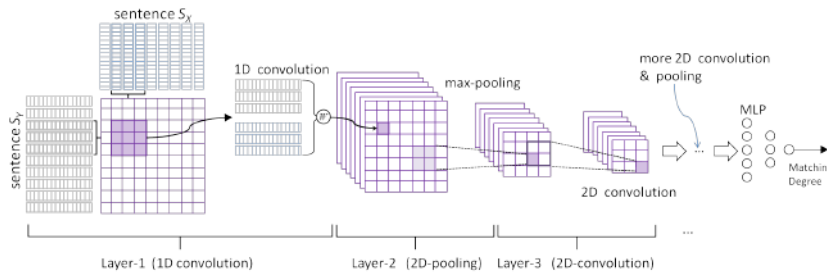 sentence S_X
sentence S_Y
1D convolution
max-pooling
more 2D convolution
& pooling
MLP
...
2D convolution
Matchin
Degree
...
Layer-1 (1D convolution)
Layer-2 (2D-pooling)
Layer-3 (2D-convolution)